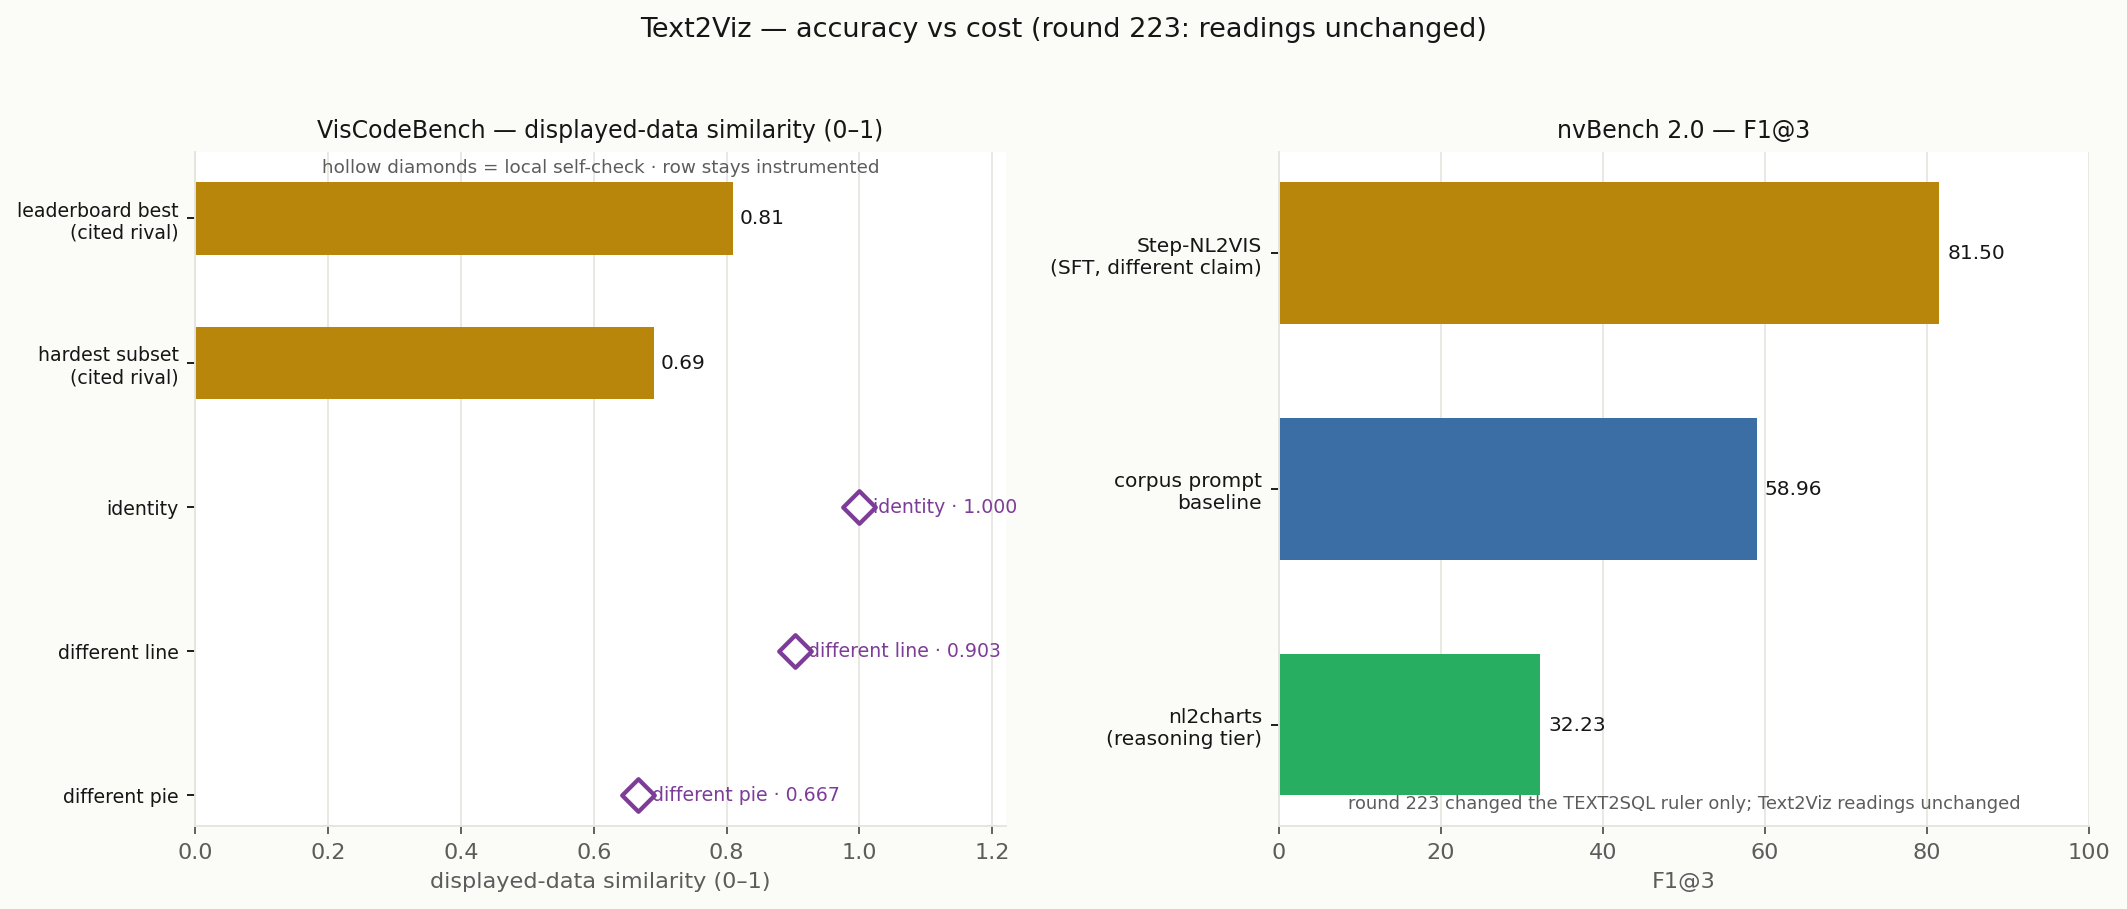 Text2Viz — accuracy vs cost (round 223: readings unchanged)
VisCodeBench — displayed-data similarity (0–1)
hollow diamonds = local self-check · row stays instrumented
leaderboard best
(cited rival)
0.81
hardest subset
(cited rival)
0.69
identity
identity · 1.000
different line
different line · 0.903
different pie
different pie · 0.667
0.0 0.2 0.4 0.6 0.8 1.0 1.2
displayed-data similarity (0–1)
nvBench 2.0 — F1@3
Step-NL2VIS
(SFT, different claim)
81.50
corpus prompt
baseline
58.96
nl2charts
(reasoning tier)
32.23
round 223 changed the TEXT2SQL ruler only; Text2Viz readings unchanged
0 20 40 60 80 100
F1@3